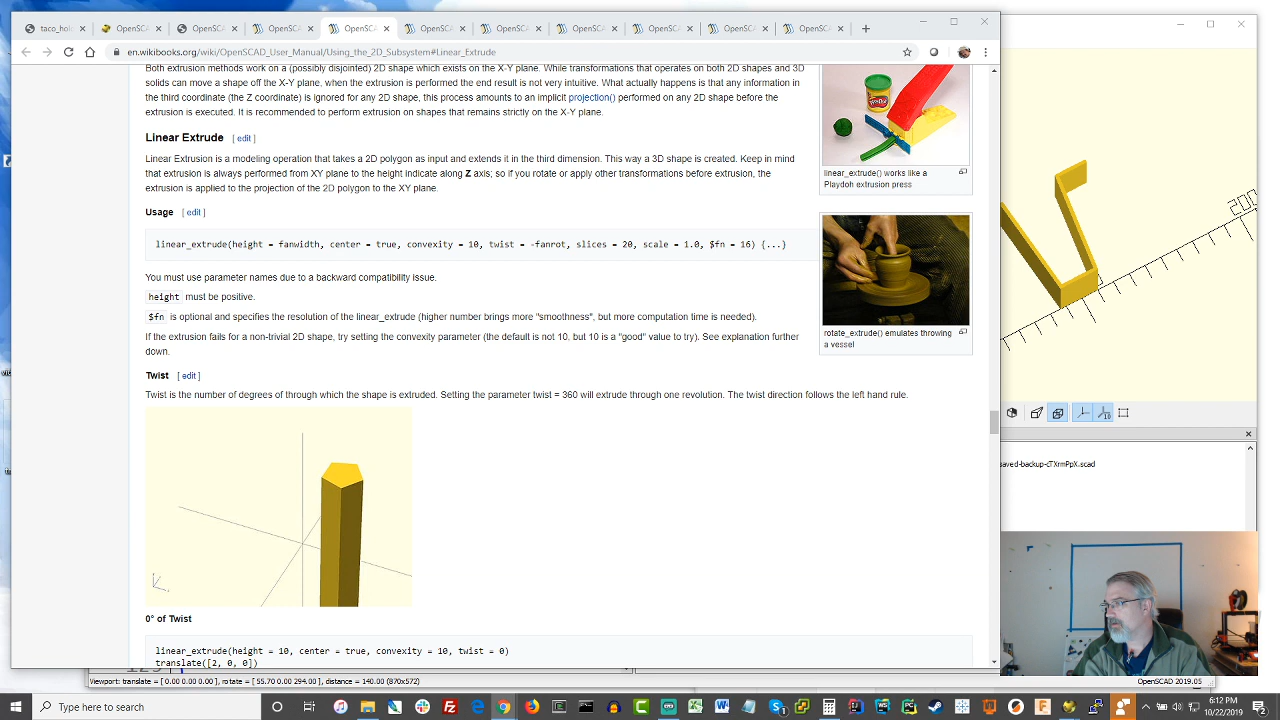 taco_hol
OpenSCA
OpenSCA
OpenSCA
OpenSCA
OpenSCA
OpenSCA
OpenSCA
OpenSCA
OpenSCA
OpenSCA
en.wikibooks.org/wiki/OpenSCAD_User_Manual/Using_the_2D_Subsystem#Linear_Extrude
Both extrusion methods work on a (possibly disjointed) 2D shape which exists on the X-Y plane. While transformations that operates on both 2D shapes and 3D
solids can move a shape off the X-Y plane, when the extrusion is performed the end result is not very intuitive. What actually happens is that any information in
the third coordinate (the Z coordinate) is ignored for any 2D shape, this process amounts to an implicit projection() performed on any 2D shape before the
extrusion is executed. It is recommended to perform extrusion on shapes that remains strictly on the X-Y plane.
Linear Extrude [ edit ]
Linear Extrusion is a modeling operation that takes a 2D polygon as input and extends it in the third dimension. This way a 3D shape is created. Keep in mind
that extrusion is always performed from XY plane to the height indicate along Z axis; so if you rotate or apply other transformations before extrusion, the
extrusion is applied to the projection of the 2D polygon to the XY plane.
Play-Doh
linear_extrude() works like a
Playdoh extrusion press
Usage [ edit ]
linear_extrude(height = fanwidth, center = true, convexity = 10, twist = -fanrot, slices = 20, scale = 1.0, $fn = 16) {...}
You must use parameter names due to a backward compatibility issue.
height must be positive.
$fn is optional and specifies the resolution of the linear_extrude (higher number brings more "smoothness", but more computation time is needed).
If the extrusion fails for a non-trivial 2D shape, try setting the convexity parameter (the default is not 10, but 10 is a "good" value to try). See explanation further
down.
rotate_extrude() emulates throwing
a vessel
Twist [ edit ]
Twist is the number of degrees of through which the shape is extruded. Setting the parameter twist = 360 will extrude through one revolution. The twist direction follows the left hand rule.
0° of Twist
linear_extrude(height = 10, center = true, convexity = 10, twist = 0)
translate([2, 0, 0])
200
10
saved-backup-cTXrmPpX.scad
Viewport: translate = [ 0.00 0.00 0.00 ], rotate = [ 55.70 0.00 294.00 ], distance = 140.00 (870x572)
OpenSCAD 2019.05
Type here to search
6:12 PM
10/22/2019
2